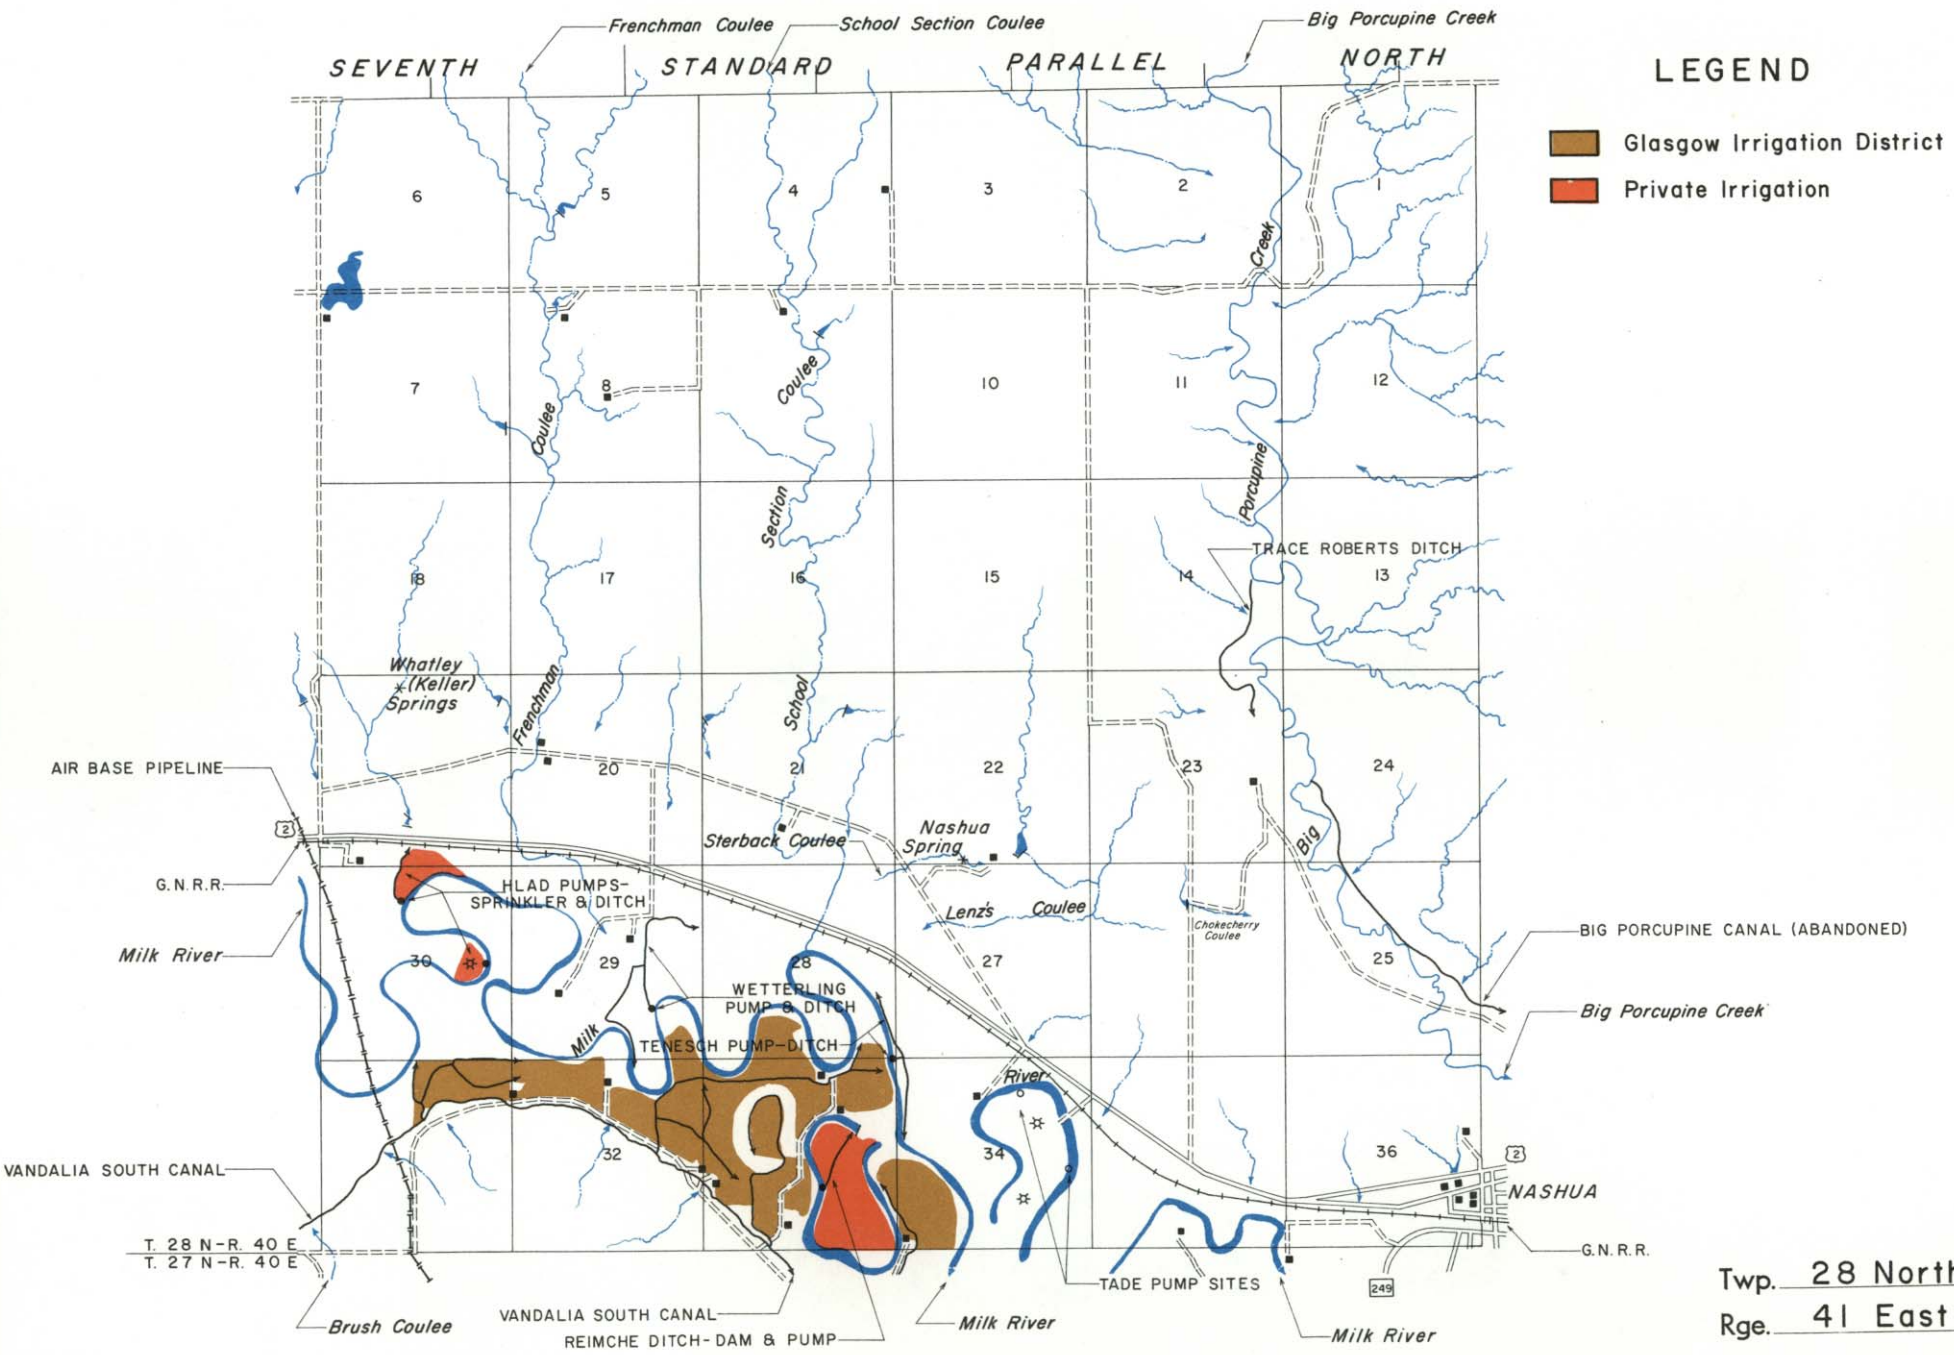 Frenchman Coulee
School Section Coulee
Big Porcupine Creek
SEVENTH STANDARD PARALLEL NORTH
LEGEND
Glasgow Irrigation District
Private Irrigation
6
5
4
3
2
1
Creek
7
8
10
11
12
Coulee
Coulee
Section
Porcupine
TRACE ROBERTS DITCH
18
17
16
15
14
13
Whatley
(Keller)
Springs
Frenchman
School
AIR BASE PIPELINE
20
21
22
23
24
2
Sterback Coulee
Nashua
Spring
Big
G.N.R.R.
HLAD PUMPS-
SPRINKLER & DITCH
Lenz's Coulee
Chokecherry
Coulee
BIG PORCUPINE CANAL (ABANDONED)
Milk River
30
29
28
27
25
WETTERLING
PUMP & DITCH
Big Porcupine Creek
Milk
TENESCH PUMP-DITCH
River
32
34
36
2
VANDALIA SOUTH CANAL
NASHUA
T. 28 N-R. 40 E
T. 27 N-R. 40 E
G.N.R.R.
TADE PUMP SITES
249
Twp. 28 North
Rge. 41 East
Brush Coulee
VANDALIA SOUTH CANAL
REIMCHE DITCH-DAM & PUMP
Milk River
Milk River